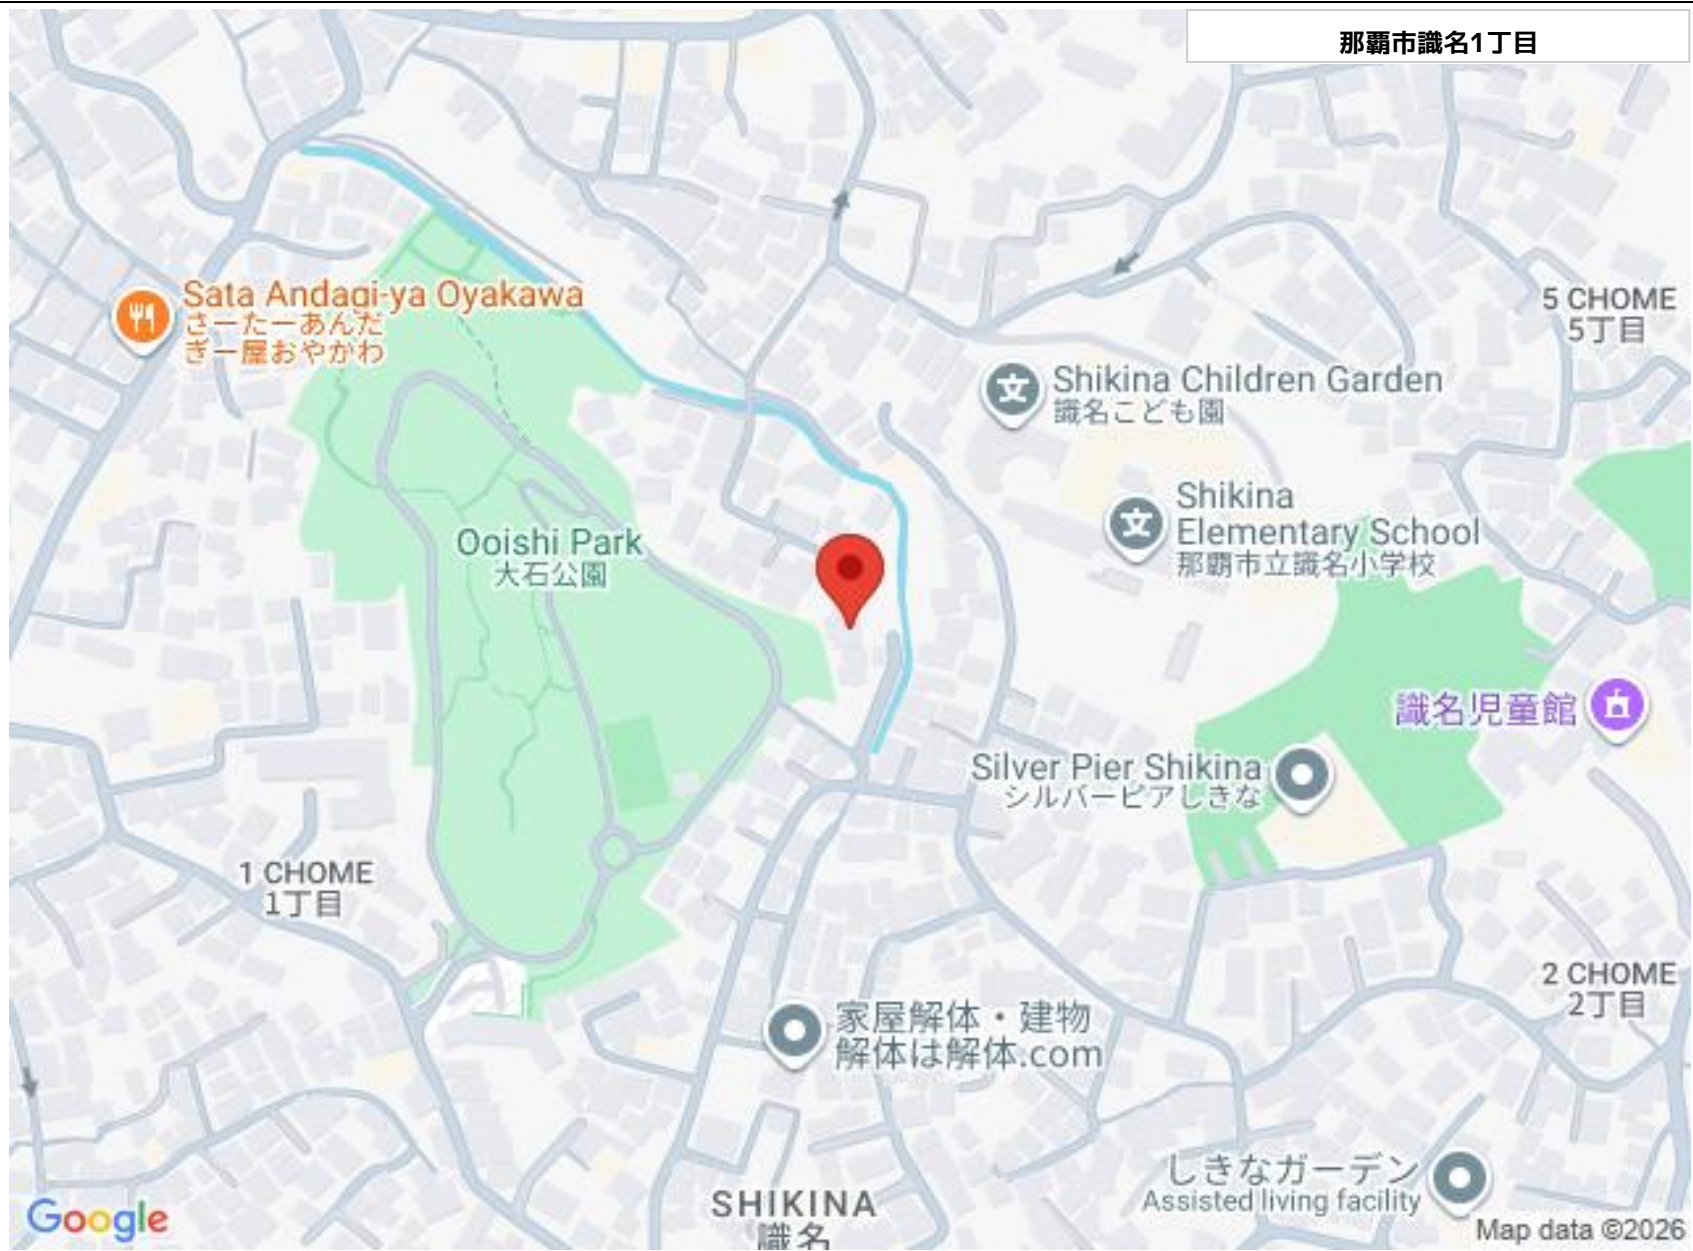 那覇市識名1丁目
Sata Andagi-ya Oyakawa
さーたーあんだ
ぎー屋おやかわ
5 CHOME
5丁目
Shikina Children Garden
識名こども園
Shikina
Elementary School
那覇市立識名小学校
Ooishi Park
大石公園
識名児童館
Silver Pier Shikina
シルバーピアしきな
1 CHOME
1丁目
2 CHOME
2丁目
家屋解体・建物
解体は解体.com
しきなガーデン
Assisted living facility
SHIKINA
識名
Google
Map data ©2026